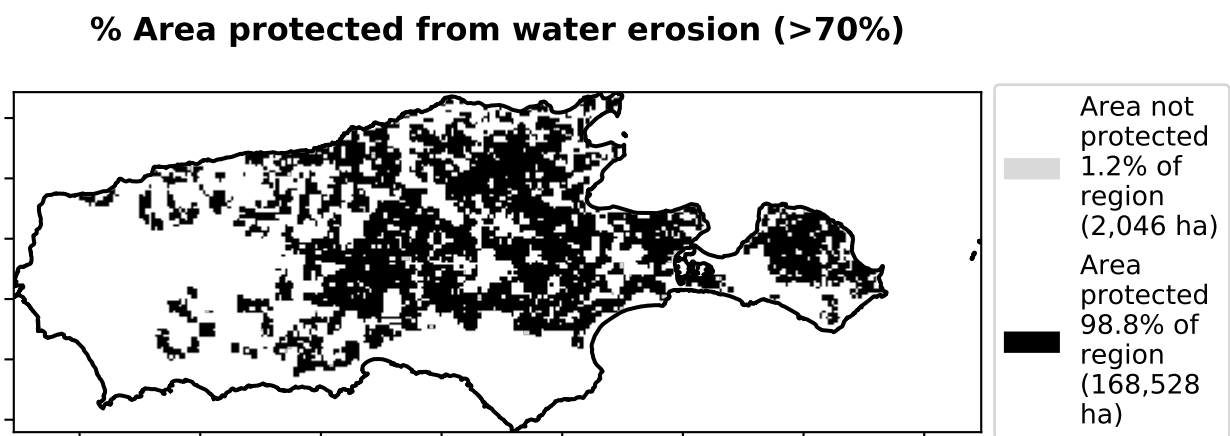 % Area protected from water erosion (>70%)
Area not
protected
1.2% of
region
(2,046 ha)
Area
protected
98.8% of
region
(168,528
ha)